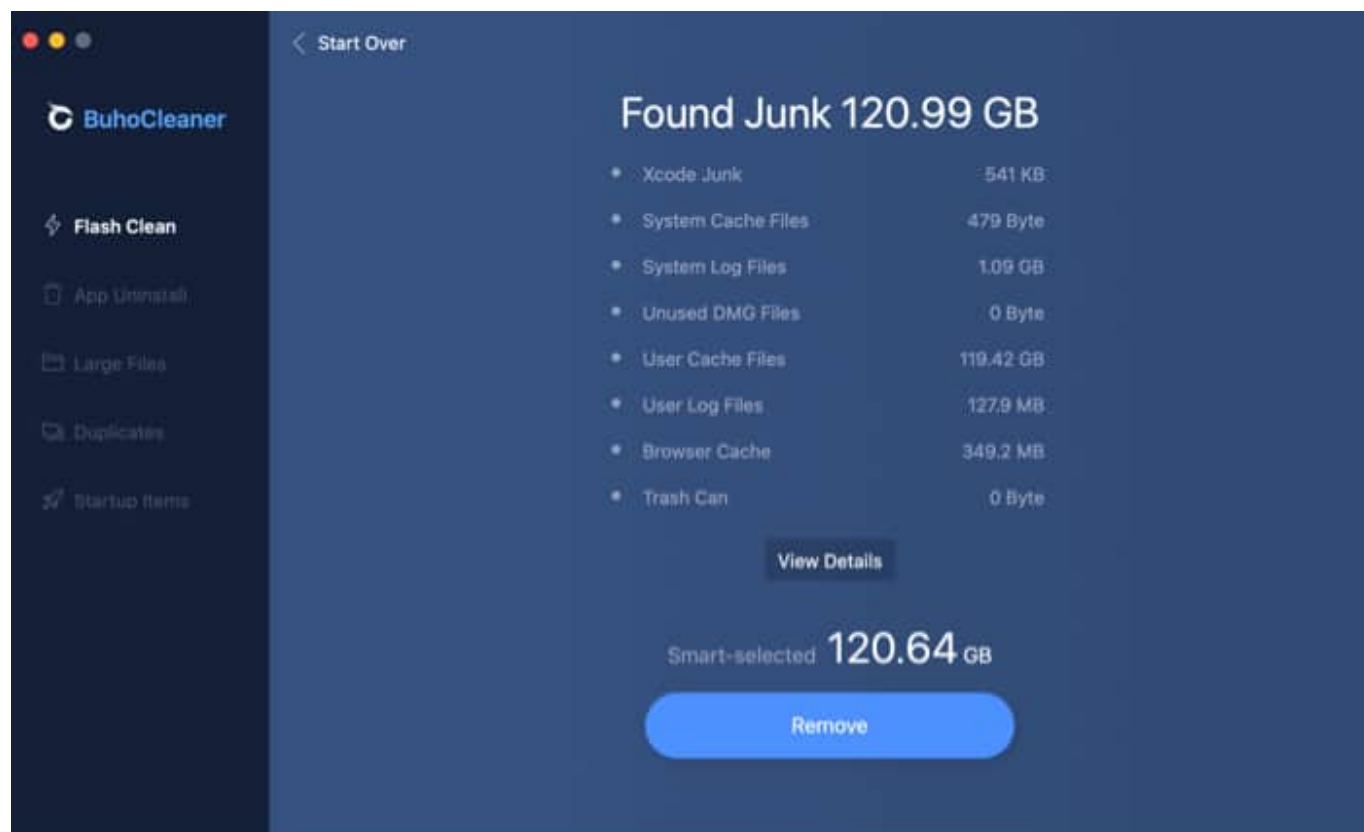 Start Over
BuhoCleaner
Flash Clean
App Uninstall
Large Files
Duplicates
Startup Items
Found Junk 120.99 GB
Xcode Junk 541 KB
System Cache Files 479 Byte
System Log Files 1.09 GB
Unused DMG Files 0 Byte
User Cache Files 119.42 GB
User Log Files 127.9 MB
Browser Cache 349.2 MB
Trash Can 0 Byte
View Details
Smart-selected 120.64 GB
Remove